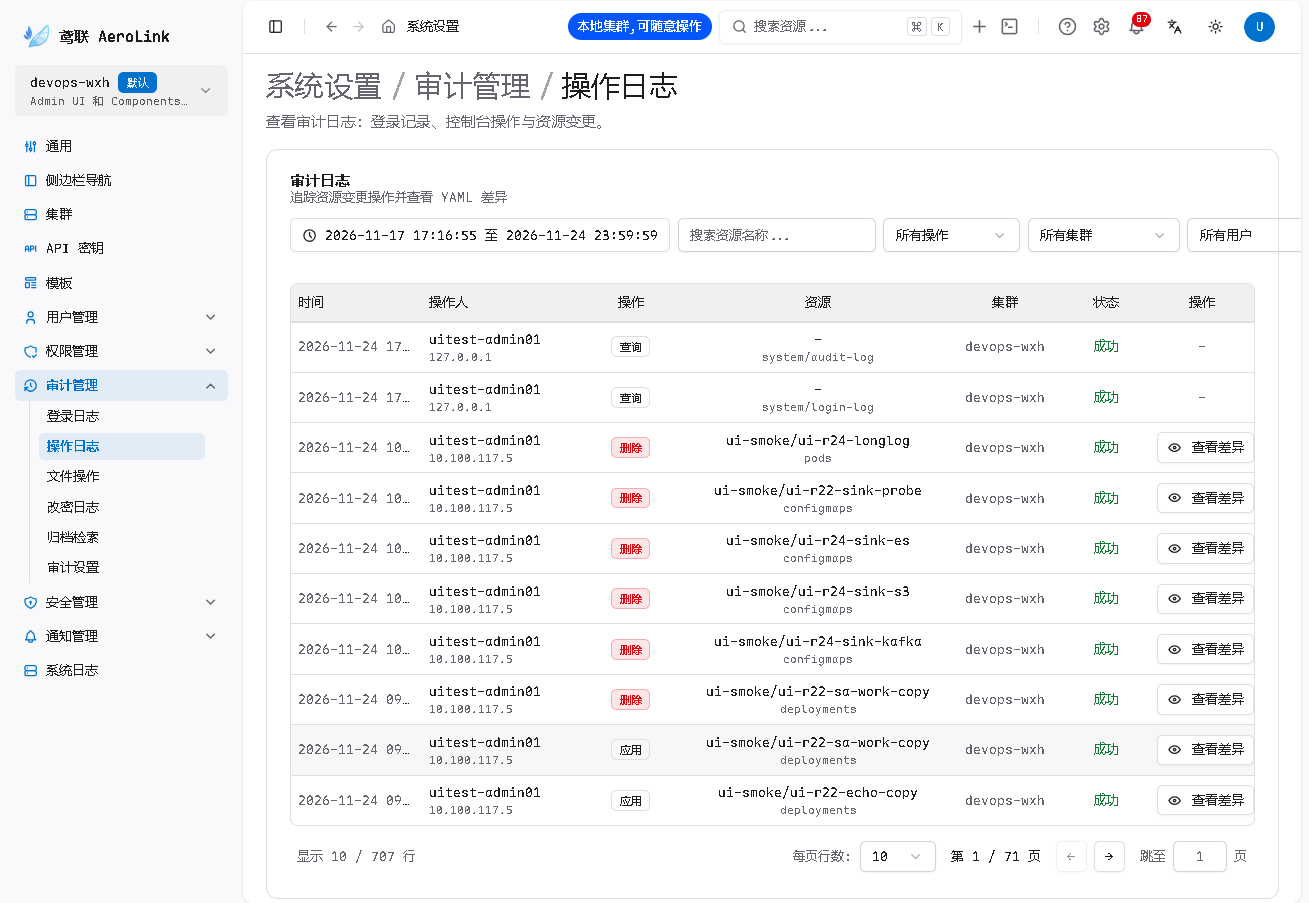 鸢联 AeroLink
devops-wxh 默认
Admin UI 和 Components…
通用
侧边栏导航
集群
API 密钥
模板
用户管理
权限管理
审计管理
登录日志
操作日志
文件操作
改密日志
归档检索
审计设置
安全管理
通知管理
系统日志
系统设置 本地集群,可随意操作 搜索资源... ⌘ K 87 U
系统设置 / 审计管理 / 操作日志
查看审计日志：登录记录、控制台操作与资源变更。
审计日志
追踪资源变更操作并查看 YAML 差异
2026-11-17 17:16:55 至 2026-11-24 23:59:59 搜索资源名称... 所有操作 所有集群 所有用户
时间 操作人 操作 资源 集群 状态 操作
2026-11-24 17… uitest-admin01 查询 – devops-wxh 成功 –
127.0.0.1 system/audit-log
2026-11-24 17… uitest-admin01 查询 – devops-wxh 成功 –
127.0.0.1 system/login-log
2026-11-24 10… uitest-admin01 删除 ui-smoke/ui-r24-longlog devops-wxh 成功 查看差异
10.100.117.5 pods
2026-11-24 10… uitest-admin01 删除 ui-smoke/ui-r22-sink-probe devops-wxh 成功 查看差异
10.100.117.5 configmaps
2026-11-24 10… uitest-admin01 删除 ui-smoke/ui-r24-sink-es devops-wxh 成功 查看差异
10.100.117.5 configmaps
2026-11-24 10… uitest-admin01 删除 ui-smoke/ui-r24-sink-s3 devops-wxh 成功 查看差异
10.100.117.5 configmaps
2026-11-24 10… uitest-admin01 删除 ui-smoke/ui-r24-sink-kafka devops-wxh 成功 查看差异
10.100.117.5 configmaps
2026-11-24 09… uitest-admin01 删除 ui-smoke/ui-r22-sa-work-copy devops-wxh 成功 查看差异
10.100.117.5 deployments
2026-11-24 09… uitest-admin01 应用 ui-smoke/ui-r22-sa-work-copy devops-wxh 成功 查看差异
10.100.117.5 deployments
2026-11-24 09… uitest-admin01 应用 ui-smoke/ui-r22-echo-copy devops-wxh 成功 查看差异
10.100.117.5 deployments
显示 10 / 707 行 每页行数: 10 第 1 / 71 页 ← → 跳至 1 页